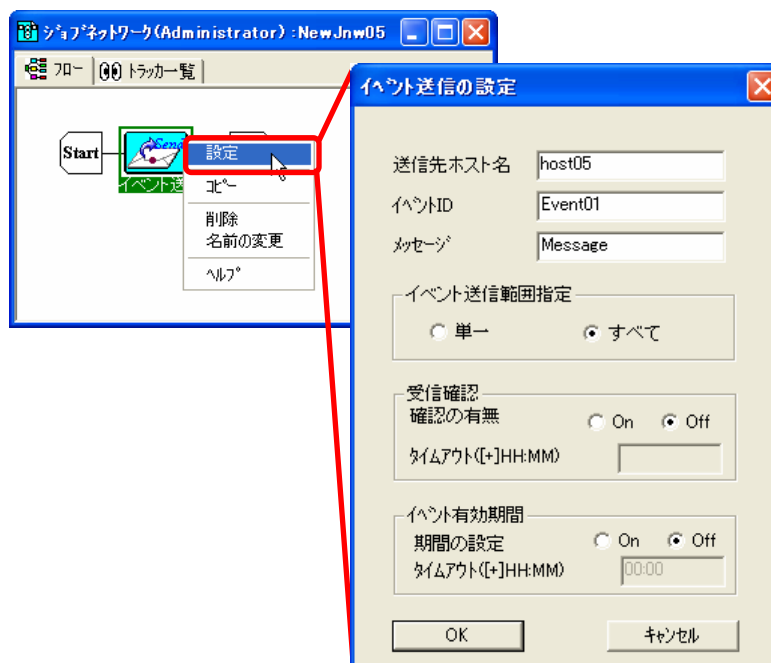 ジョブネットワーク(Administrator):NewJnw05
フロー トラッカ一覧
Start
Send
イベント送
設定
コピー
削除
名前の変更
ヘルプ
イベント送信の設定
送信先ホスト名 host05
イベントID Event01
メッセージ Message
イベント送信範囲指定
単一 すべて
受信確認
確認の有無 On Off
タイムアウト([+]HH:MM)
イベント有効期間
期間の設定 On Off
タイムアウト([+]HH:MM) 00:00
OK キャンセル